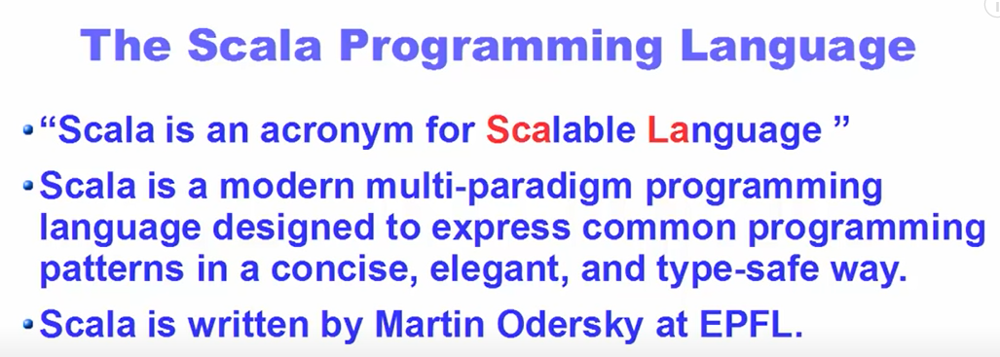 The Scala Programming Language
• “Scala is an acronym for Scalable Language ”
• Scala is a modern multi-paradigm programming
language designed to express common programming
patterns in a concise, elegant, and type-safe way.
• Scala is written by Martin Odersky at EPFL.